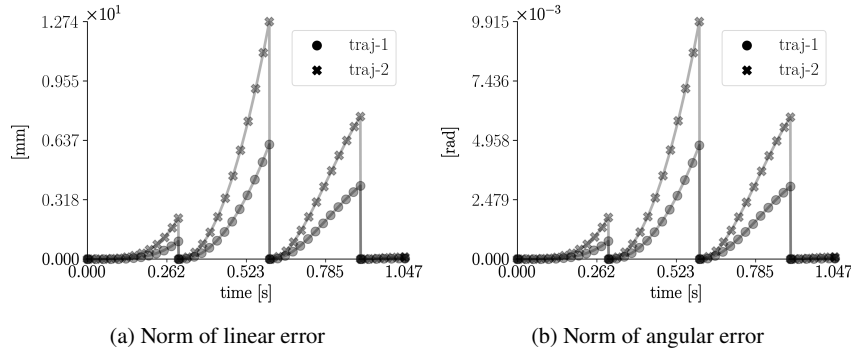 ×10¹
1.274
0.955
0.637
0.318
0.000
[mm]
0.000 0.262 0.523 0.785 1.047
time [s]
traj-1
traj-2
(a) Norm of linear error
×10⁻³
9.915
7.436
4.958
2.479
0.000
[rad]
0.000 0.262 0.523 0.785 1.047
time [s]
traj-1
traj-2
(b) Norm of angular error